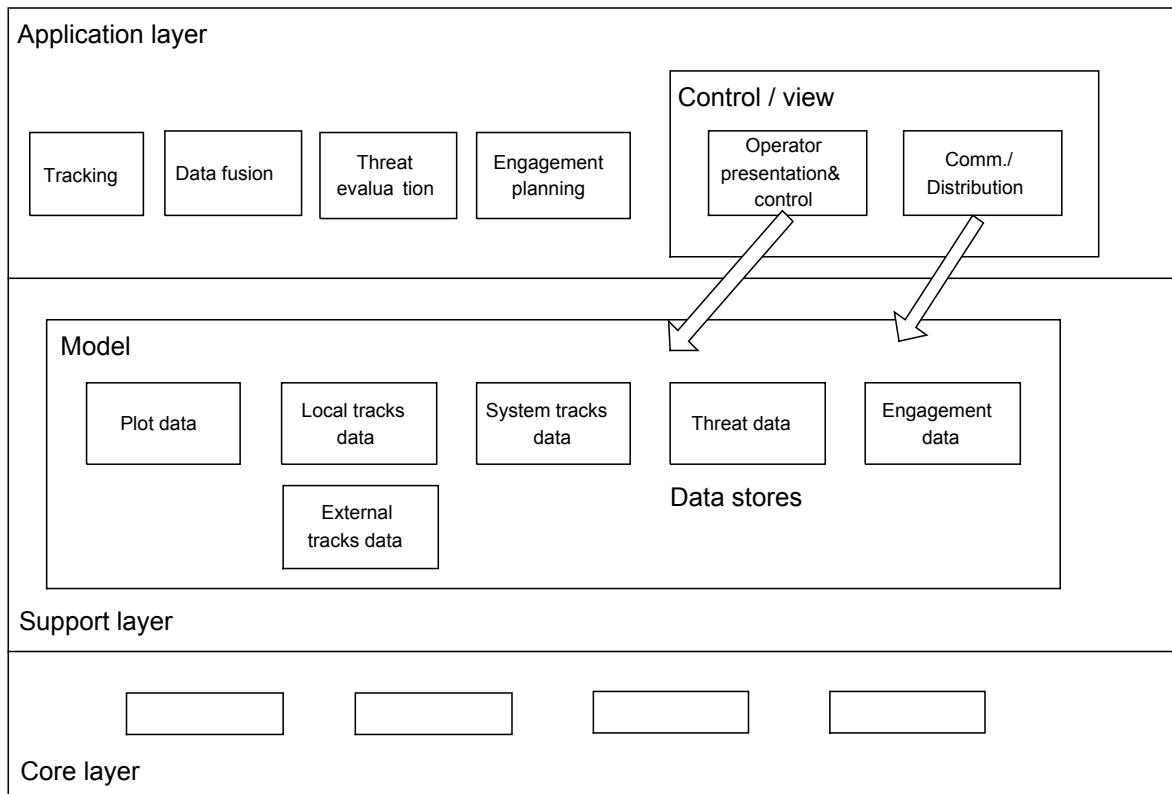 Application layer
Control / view
Tracking
Data fusion
Threat
evalua tion
Engagement
planning
Operator
presentation&
control
Comm./
Distribution
Model
Plot data
Local tracks
data
System tracks
data
Threat data
Engagement
data
External
tracks data
Data stores
Support layer
Core layer